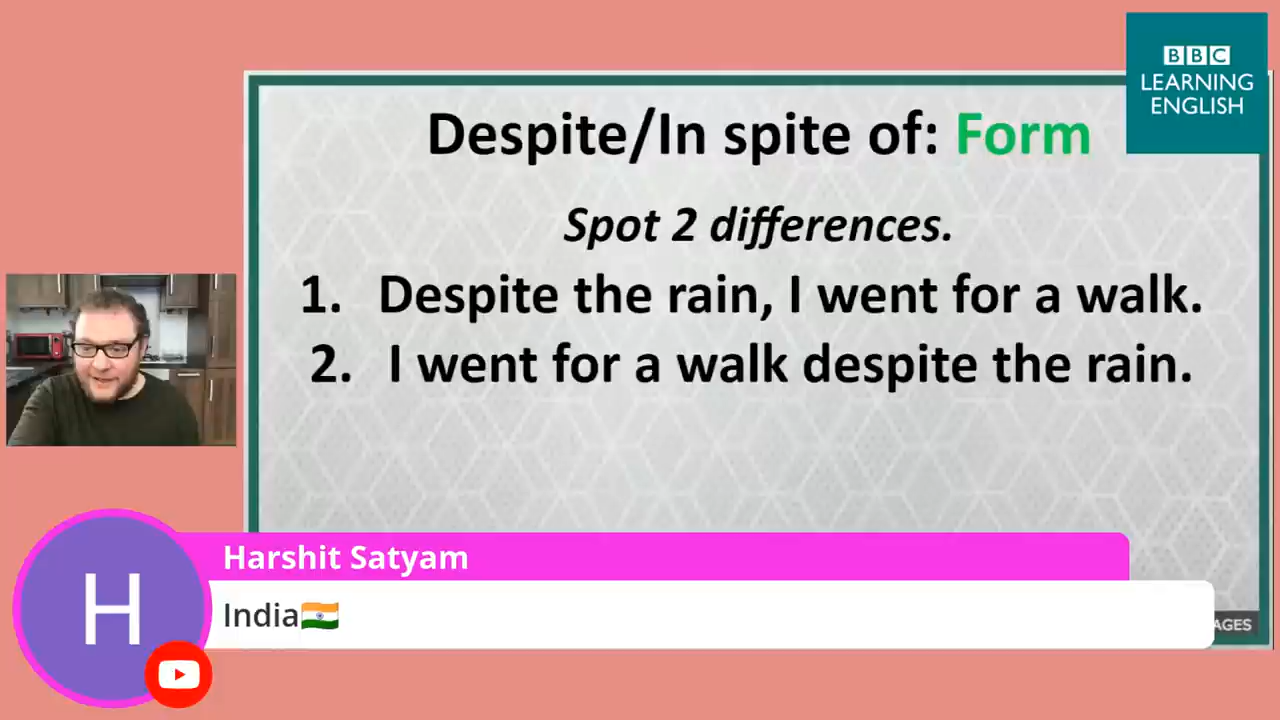 BBC
LEARNING
ENGLISH
Despite/In spite of: Form
Spot 2 differences.
1. Despite the rain, I went for a walk.
2. I went for a walk despite the rain.
H
Harshit Satyam
India🇮🇳
AGES